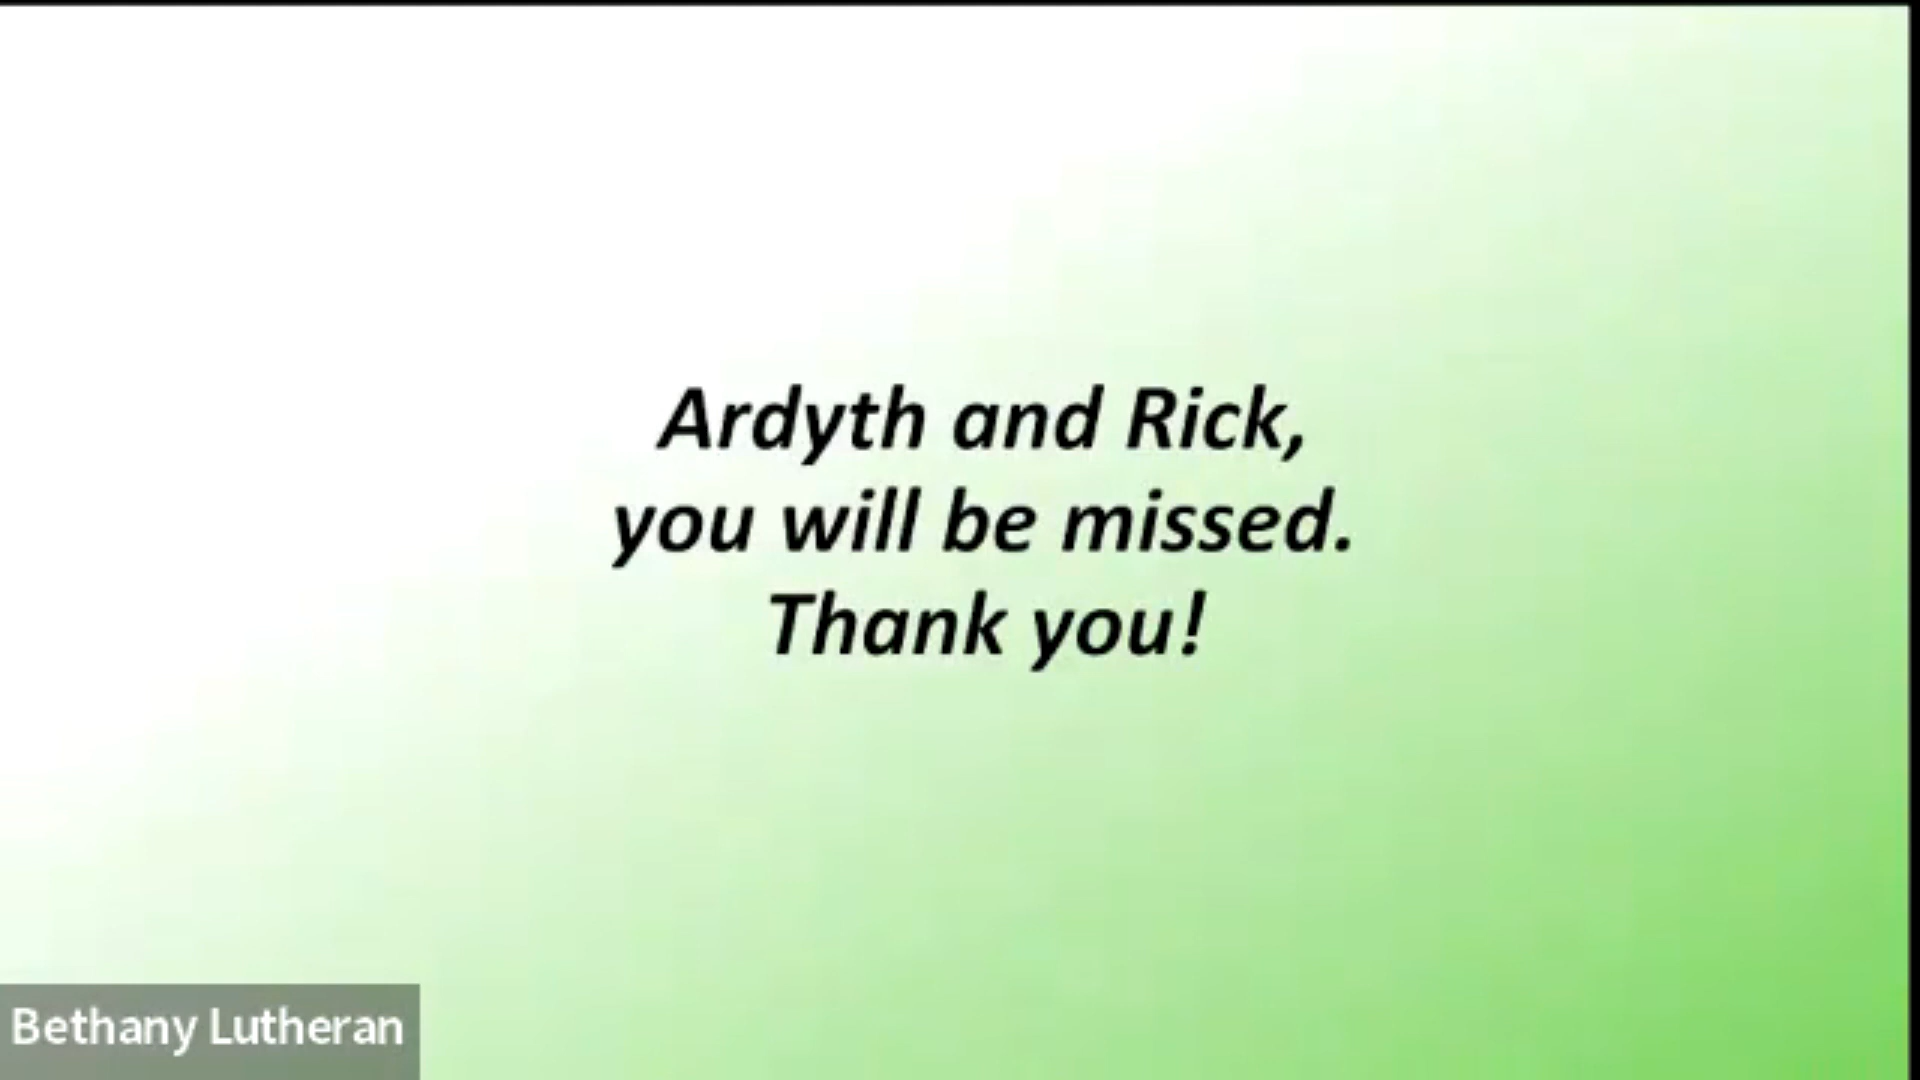 Ardyth and Rick,
you will be missed.
Thank you!
Bethany Lutheran